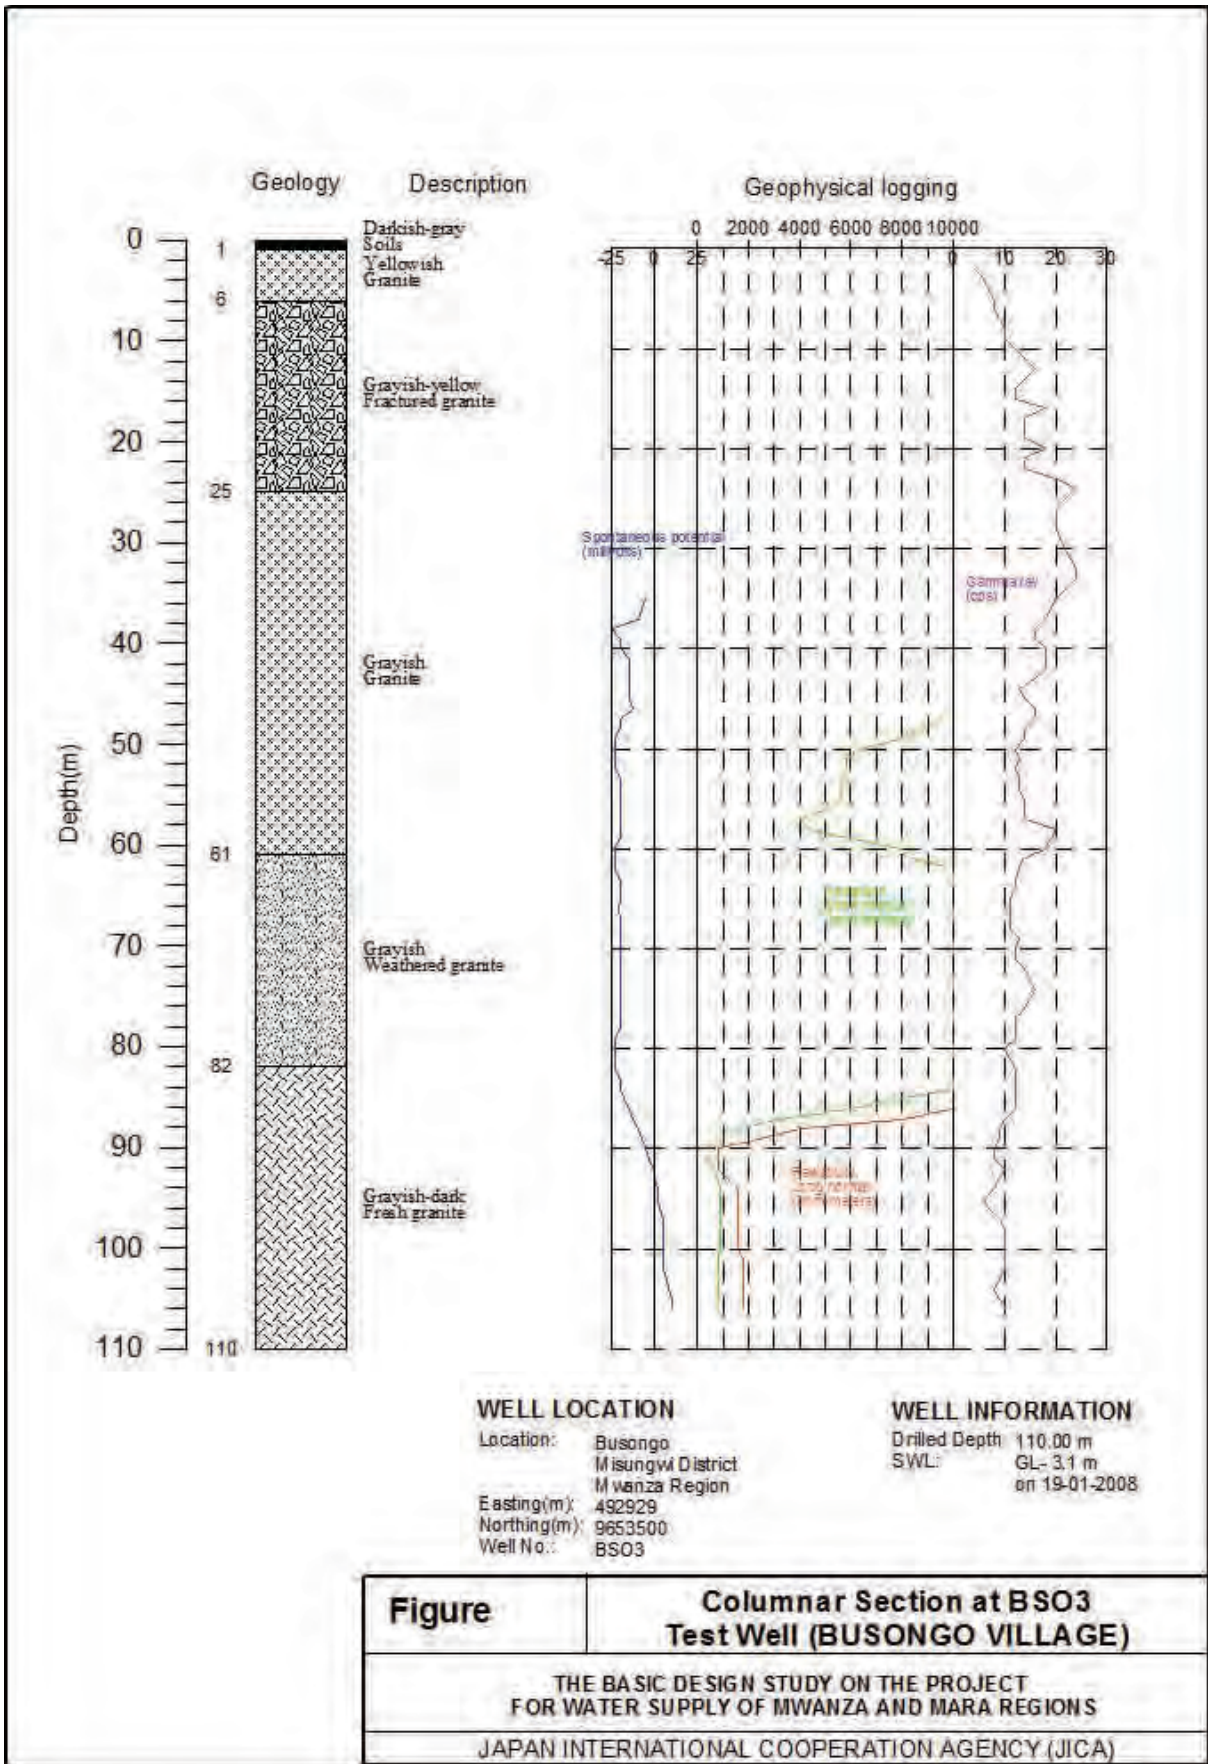 Geology
Description
Geophysical logging
0 2000 4000 6000 8000 10000
-25 0 25 0 10 20 30
Darkish-gray
Soils
Yellowish
Granite
Grayish-yellow
Fractured granite
Grayish
Granite
Grayish
Weathered granite
Grayish-dark
Fresh granite
0
10
20
30
40
50
60
70
80
90
100
110
Depth(m)
1
6
25
61
82
110
Spontaneous potential
Gamma ray
(cps)
WELL LOCATION
Location: Busongo
Misungwi District
Mwanza Region
Easting(m): 492929
Northing(m): 9653500
Well No.: BSO3
WELL INFORMATION
Drilled Depth 110.00 m
SWL: GL- 3.1 m
on 19-01-2008
Figure
Columnar Section at BSO3
Test Well (BUSONGO VILLAGE)
THE BASIC DESIGN STUDY ON THE PROJECT
FOR WATER SUPPLY OF MWANZA AND MARA REGIONS
JAPAN INTERNATIONAL COOPERATION AGENCY (JICA)